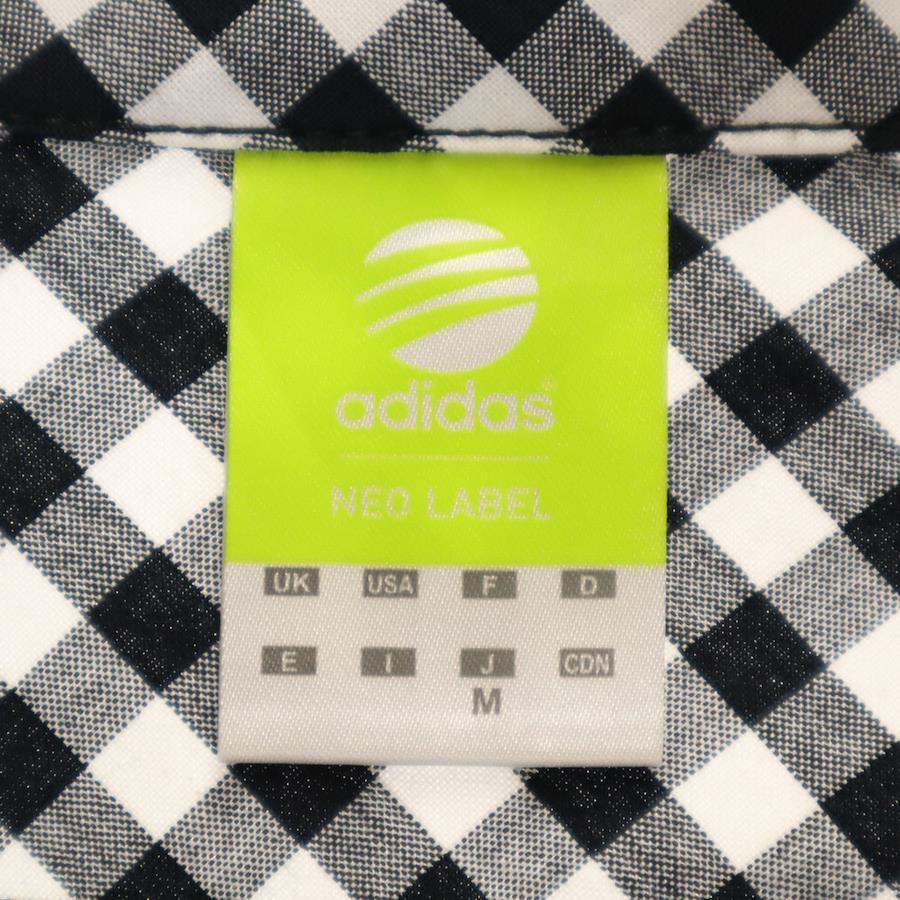 adidas®
NEO LABEL
UK USA F D
E I J CDN
M